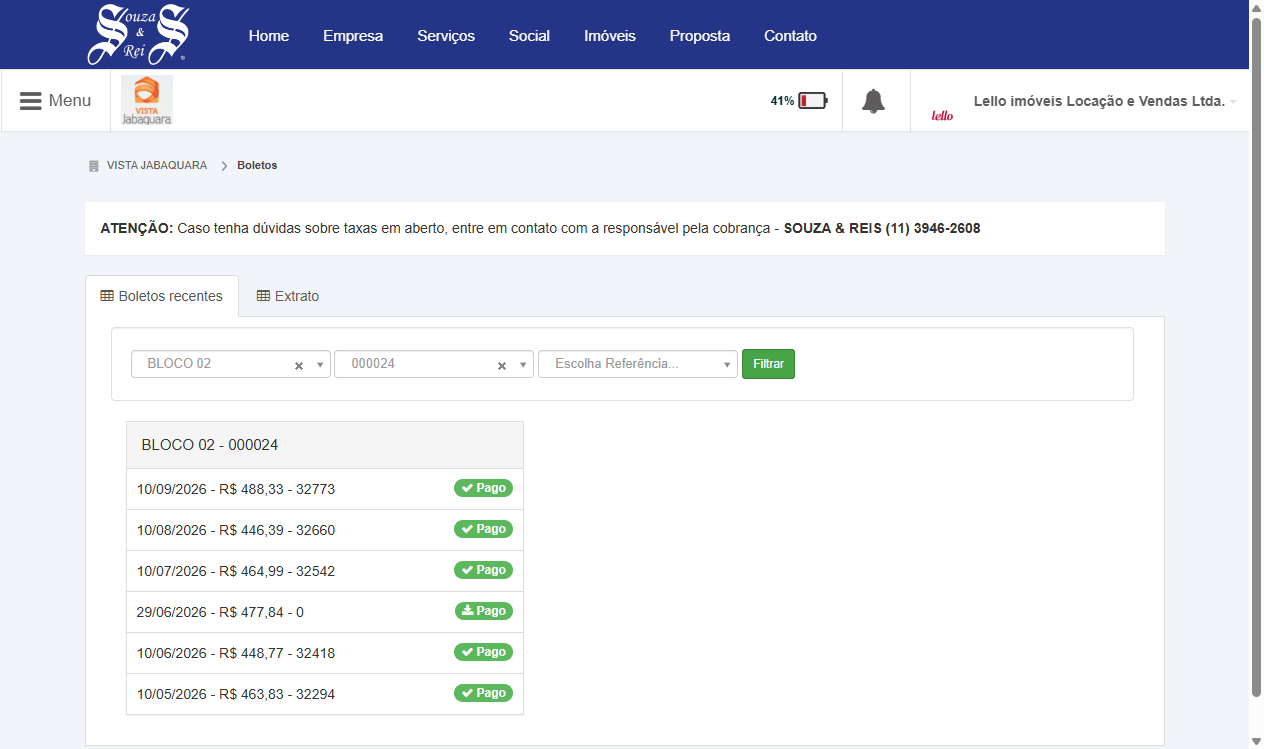 Souza & Reis
Home Empresa Serviços Social Imóveis Proposta Contato
Menu
VISTA
Jabaquara
41%
lello
Lello imóveis Locação e Vendas Ltda.
VISTA JABAQUARA > Boletos
ATENÇÃO: Caso tenha dúvidas sobre taxas em aberto, entre em contato com a responsável pela cobrança - SOUZA & REIS (11) 3946-2608
Boletos recentes Extrato
BLOCO 02 × 000024 × Escolha Referência... Filtrar
BLOCO 02 - 000024
10/09/2026 - R$ 488,33 - 32773 Pago
10/08/2026 - R$ 446,39 - 32660 Pago
10/07/2026 - R$ 464,99 - 32542 Pago
29/06/2026 - R$ 477,84 - 0 Pago
10/06/2026 - R$ 448,77 - 32418 Pago
10/05/2026 - R$ 463,83 - 32294 Pago